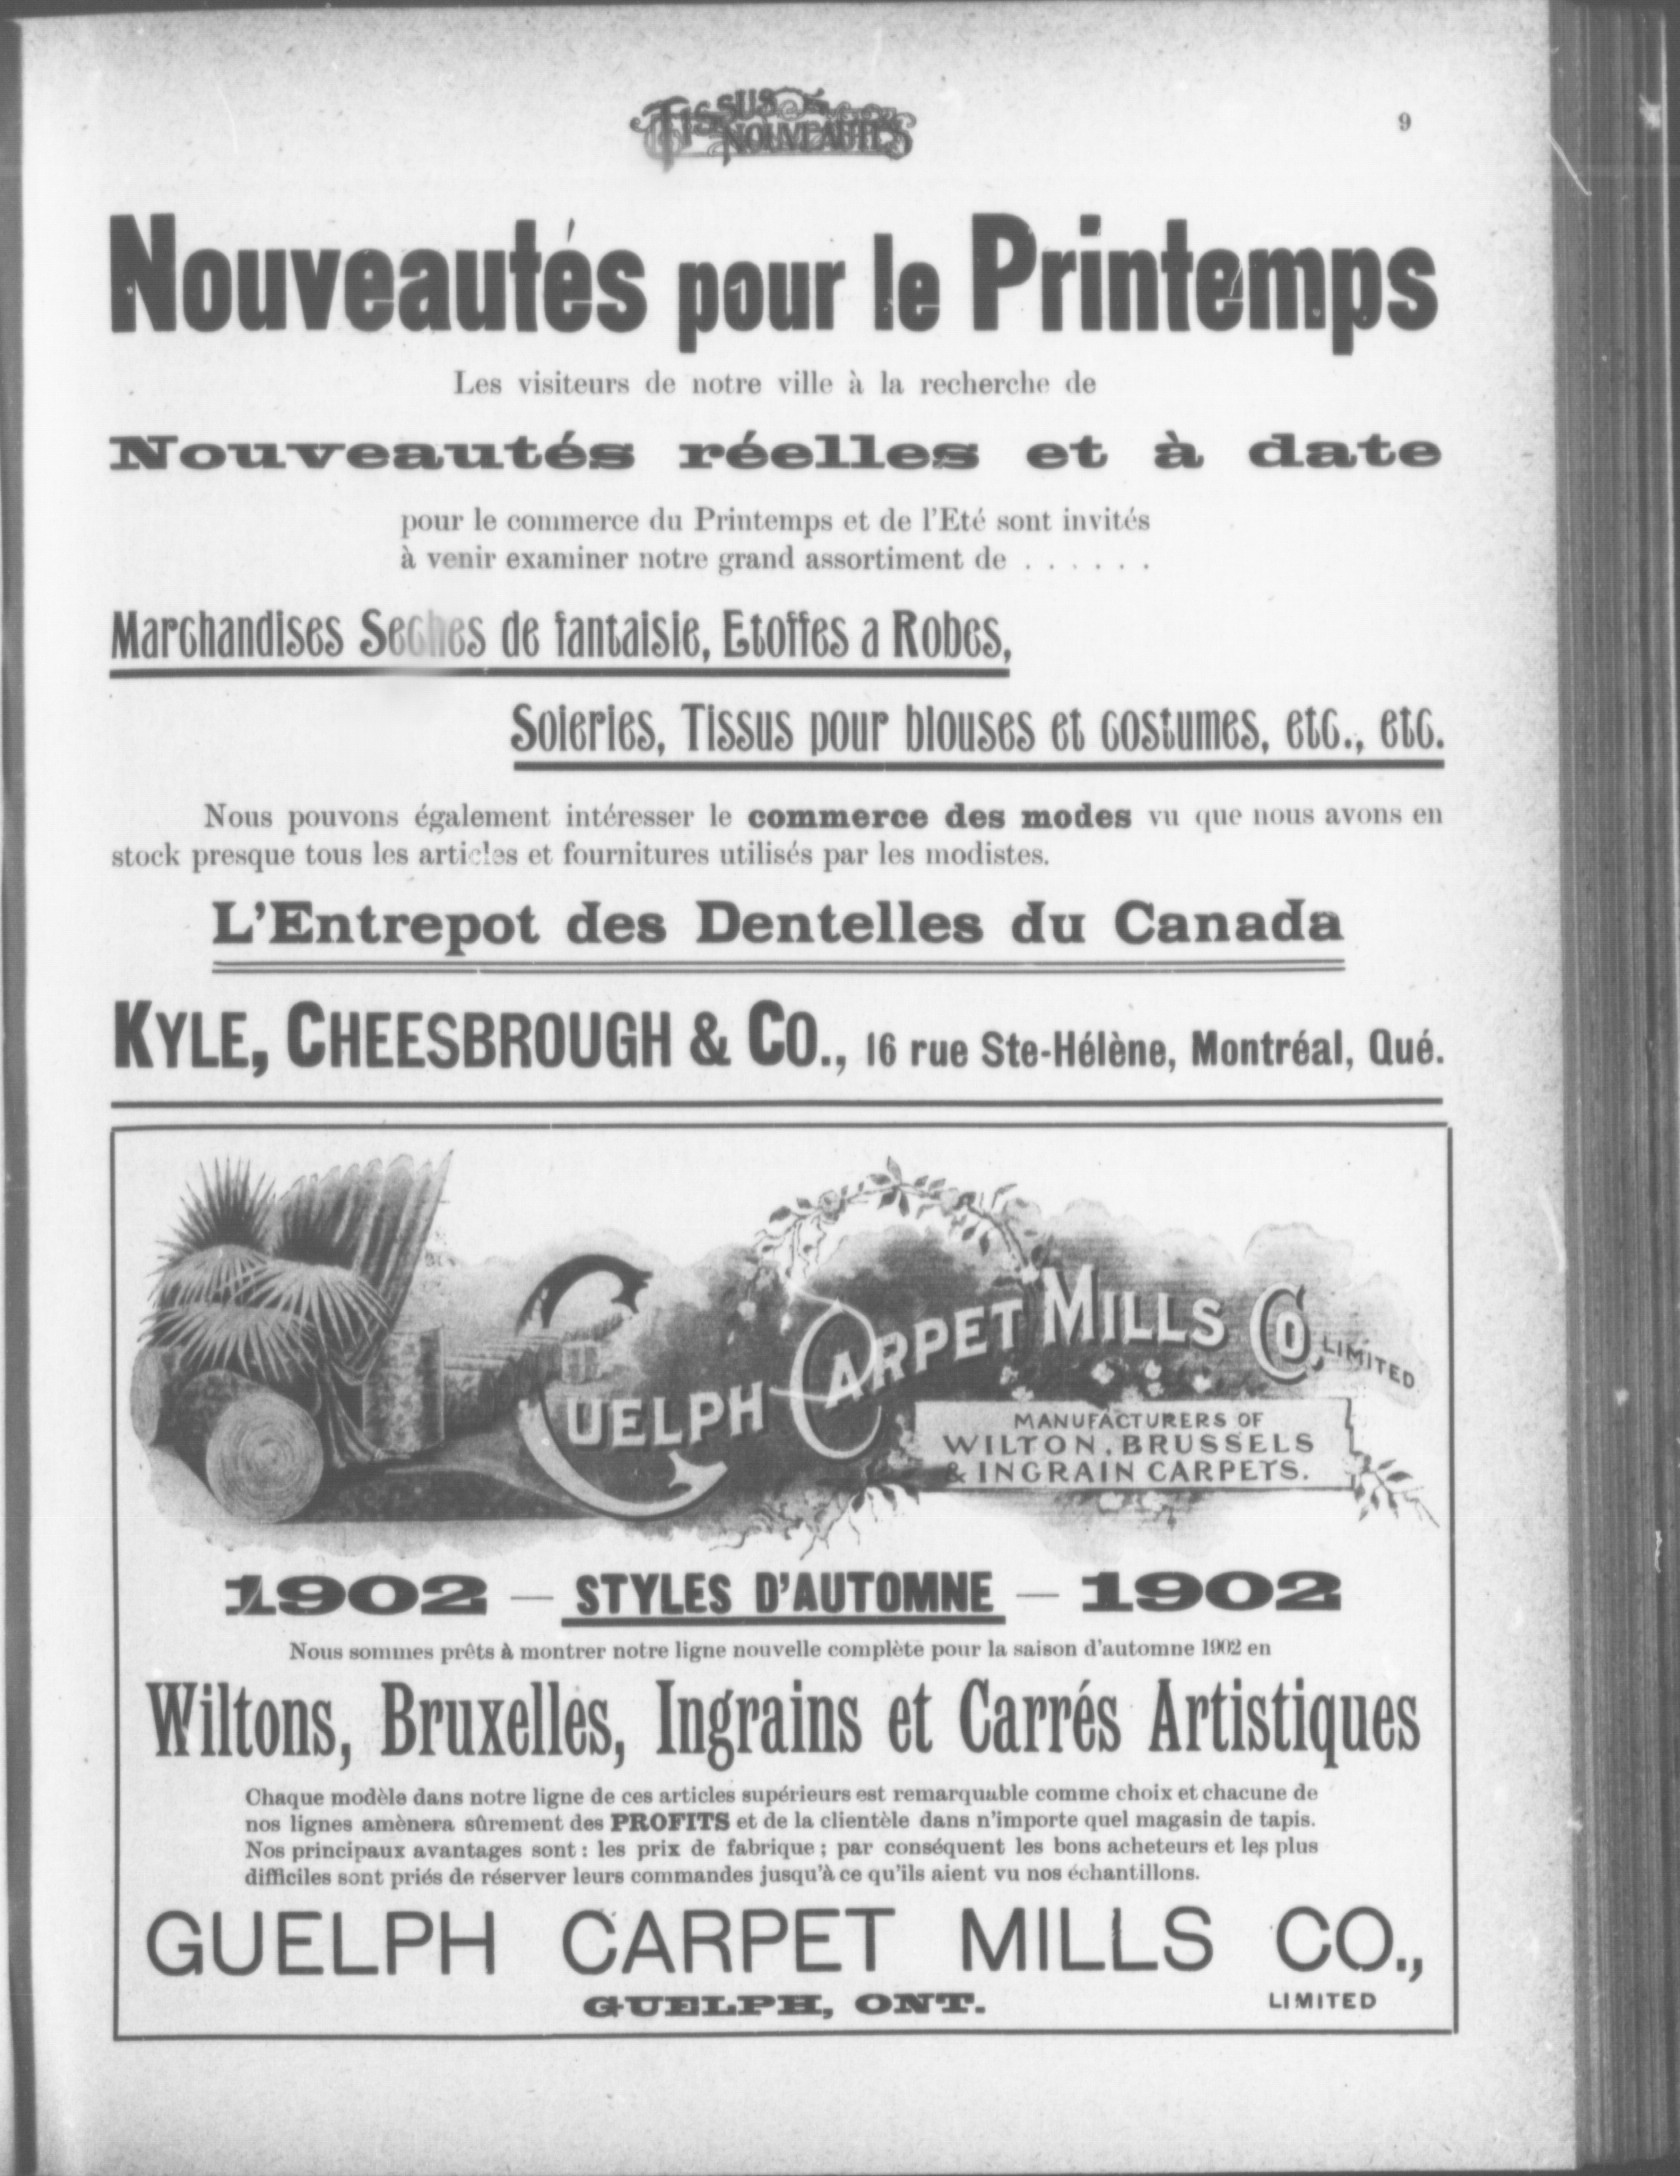 Tissus & Nouveautés
9
Nouveautés pour le Printemps
Les visiteurs de notre ville à la recherche de
Nouveautés réelles et à date
pour le commerce du Printemps et de l'Eté sont invités
à venir examiner notre grand assortiment de . . . . . .
Marchandises Seches de fantaisie, Etoffes a Robes,
Soieries, Tissus pour blouses et costumes, etc., etc.
Nous pouvons également intéresser le commerce des modes vu que nous avons en
stock presque tous les articles et fournitures utilisés par les modistes.
L'Entrepot des Dentelles du Canada
KYLE, CHEESBROUGH & CO., 16 rue Ste-Hélène, Montréal, Qué.
GUELPH CARPET MILLS CO. LIMITED
MANUFACTURERS OF
WILTON, BRUSSELS
& INGRAIN CARPETS.
1902 — STYLES D'AUTOMNE — 1902
Nous sommes prêts à montrer notre ligne nouvelle complète pour la saison d'automne 1902 en
Wiltons, Bruxelles, Ingrains et Carrés Artistiques
Chaque modèle dans notre ligne de ces articles supérieurs est remarquable comme choix et chacune de
nos lignes amènera sûrement des PROFITS et de la clientèle dans n'importe quel magasin de tapis.
Nos principaux avantages sont : les prix de fabrique ; par conséquent les bons acheteurs et les plus
difficiles sont priés de réserver leurs commandes jusqu'à ce qu'ils aient vu nos échantillons.
GUELPH CARPET MILLS CO.,
GUELPH, ONT. LIMITED